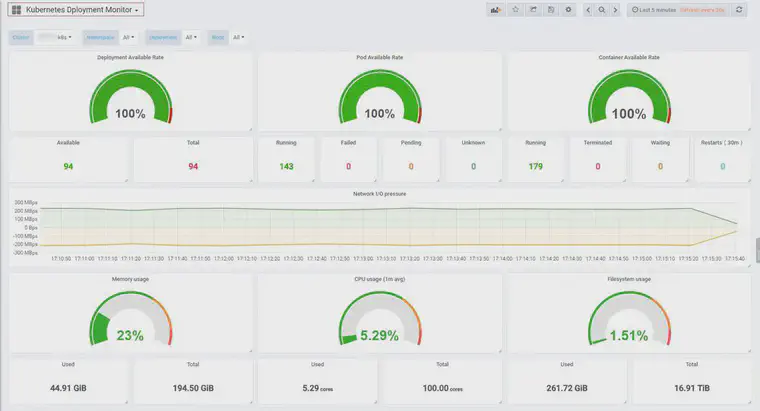 Kubernetes Dployment Monitor
Last 5 minutes Refresh every 10s
Cluster k8s Namespace All Deployment All Node All
Deployment Available Rate Pod Available Rate Container Available Rate
100% 100% 100%
Available Total Running Failed Pending Unknown Running Terminated Waiting Restarts ( 30m )
94 94 143 0 0 0 179 0 0 0
Network I/O pressure
300 MBps
200 MBps
100 MBps
0 Bps
-100 MBps
-200 MBps
-300 MBps
17:10:50 17:11:00 17:11:10 17:11:20 17:11:30 17:11:40 17:11:50 17:12:00 17:12:10 17:12:20 17:12:30 17:12:40 17:12:50 17:13:00 17:13:10 17:13:20 17:13:30 17:13:40 17:13:50 17:14:00 17:14:10 17:14:20 17:14:30 17:14:40 17:14:50 17:15:00 17:15:10 17:15:20 17:15:30 17:15:40
Memory usage CPU usage (1m avg) Filesystem usage
23% 5.29% 1.51%
Used Total Used Total Used Total
44.91 GiB 194.50 GiB 5.29 cores 100.00 cores 261.72 GiB 16.91 TiB